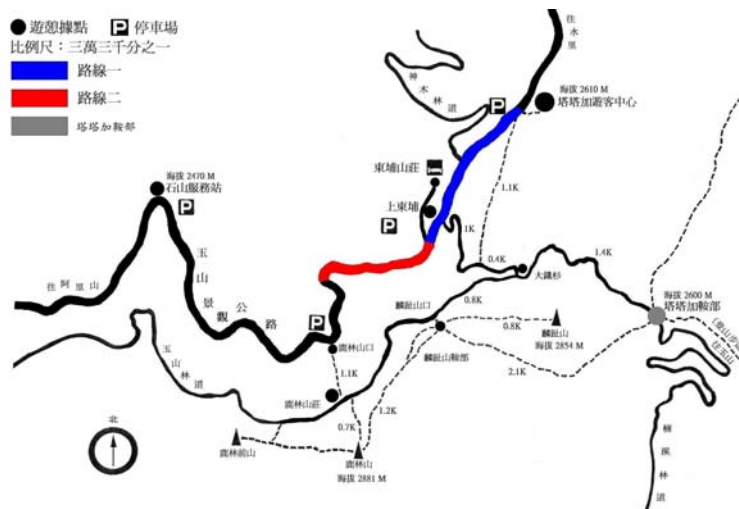 遊憩據點 P 停車場
比例尺：三萬三千分之一
路線一
路線二
塔塔加鞍部
往水里
神木林道
P
海拔 2610 M
塔塔加遊客中心
東埔山莊
上東埔
P
1.1K
1K
0.4K
大鐵杉
1.4K
海拔 2470 M
石山服務站
P
往阿里山
玉山景觀公路
P
鹿林山口
麟趾山口
0.8K
麟趾山鞍部
0.8K
麟趾山
海拔 2854 M
海拔 2600 M
塔塔加鞍部
(登山步道)
往玉山
2.1K
玉山林道
1.1K
鹿林山莊
0.7K
1.2K
鹿林前山
鹿林山
海拔 2881 M
楠溪林道
北